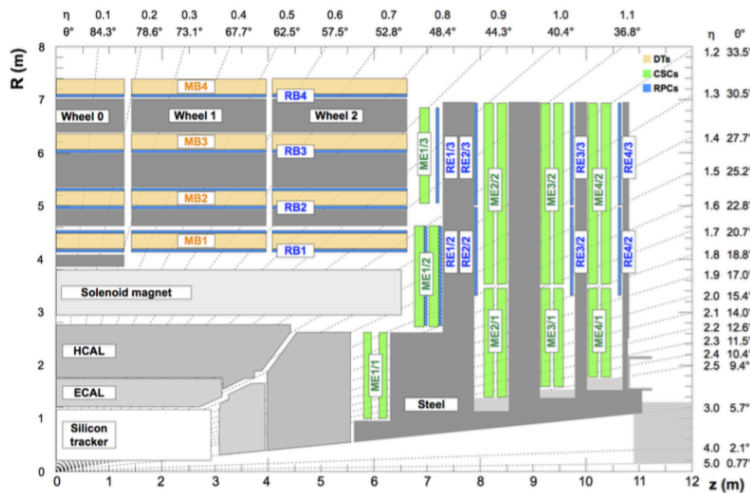 η 0.1 0.2 0.3 0.4 0.5 0.6 0.7 0.8 0.9 1.0 1.1 η θ°
θ° 84.3° 78.6° 73.1° 67.7° 62.5° 57.5° 52.8° 48.4° 44.3° 40.4° 36.8°
R (m)
8
7
6
5
4
3
2
1
0
1.2 33.5°
1.3 30.5°
1.4 27.7°
1.5 25.2°
1.6 22.8°
1.7 20.7°
1.8 18.8°
1.9 17.0°
2.0 15.4°
2.1 14.0°
2.2 12.6°
2.3 11.5°
2.4 10.4°
2.5 9.4°
3.0 5.7°
4.0 2.1°
5.0 0.77°
DTs
CSCs
RPCs
MB4
RB4
Wheel 0
Wheel 1
Wheel 2
MB3
RB3
MB2
RB2
MB1
RB1
Solenoid magnet
HCAL
ECAL
Silicon
tracker
Steel
ME1/3
RE1/3
RE2/3
ME2/2
ME3/2
RE3/3
ME4/2
RE4/3
ME1/2
RE1/2
RE2/2
RE3/2
RE4/2
ME1/1
ME2/1
ME3/1
ME4/1
0 1 2 3 4 5 6 7 8 9 10 11 12
z (m)